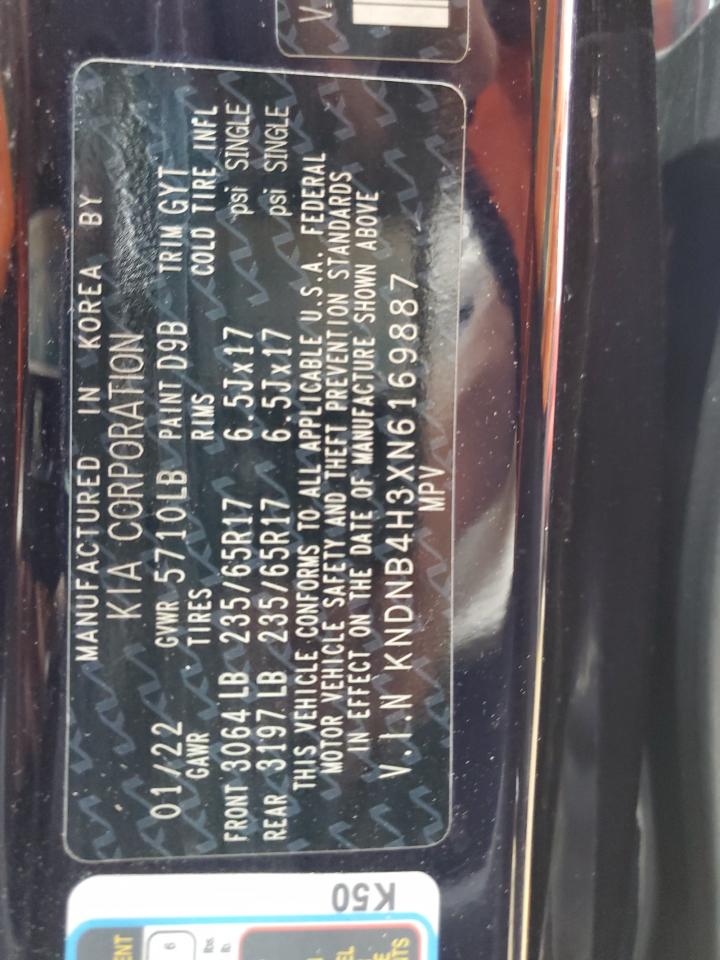 MANUFACTURED IN KOREA BY
KIA CORPORATION
01/22 GVWR 5710LB PAINT D9B TRIM GYT
GAWR TIRES RIMS COLD TIRE INFL
FRONT 3064 LB 235/65R17 6.5Jx17 psi SINGLE
REAR 3197 LB 235/65R17 6.5Jx17 psi SINGLE
THIS VEHICLE CONFORMS TO ALL APPLICABLE U.S.A. FEDERAL
MOTOR VEHICLE SAFETY AND THEFT PREVENTION STANDARDS
IN EFFECT ON THE DATE OF MANUFACTURE SHOWN ABOVE
V.I.N KNDNB4H3XN6169887
MPV
V.
K50
6
lbs
lb.